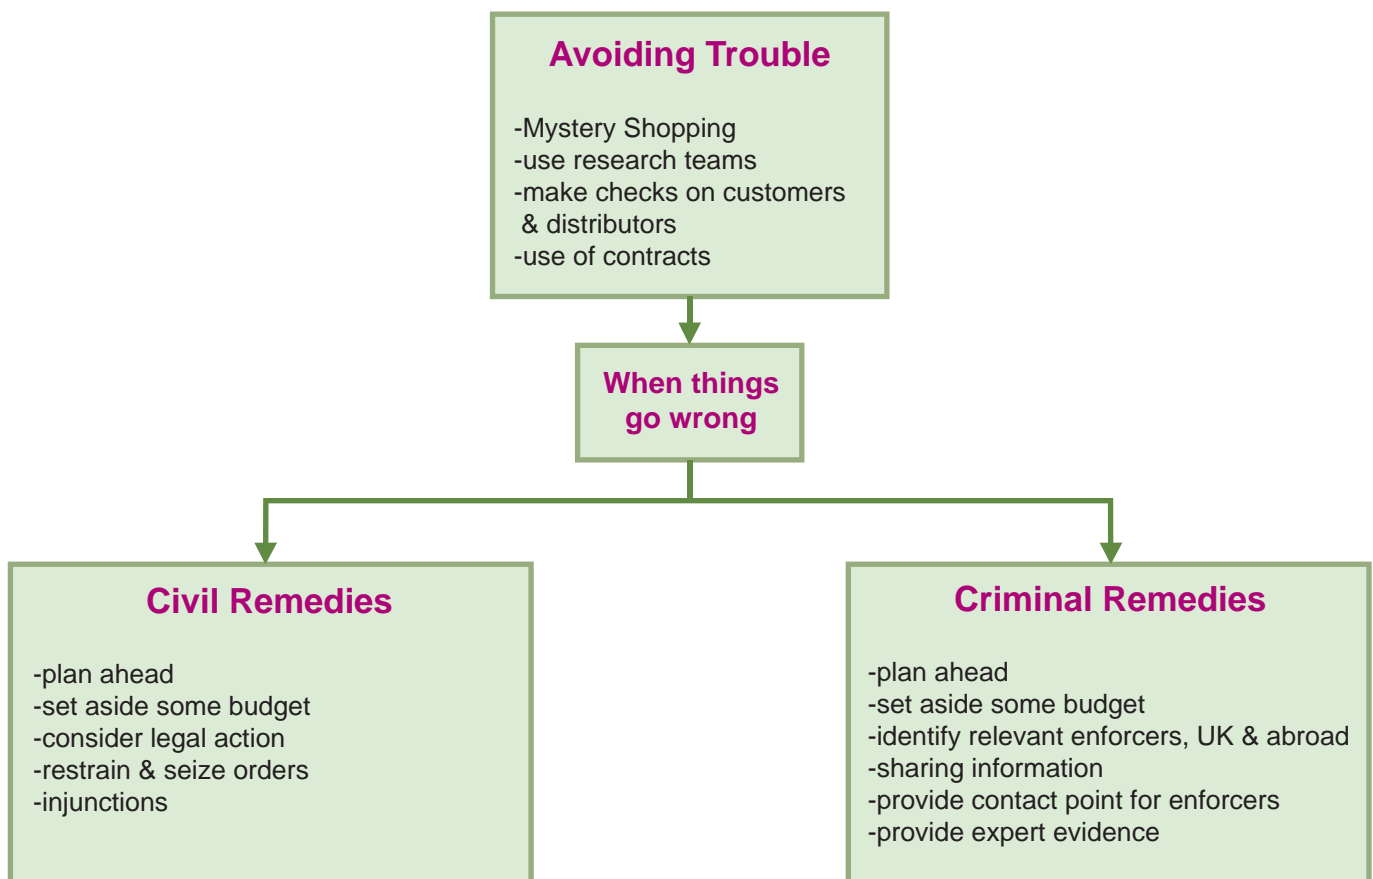 Avoiding Trouble
-Mystery Shopping
-use research teams
-make checks on customers
& distributors
-use of contracts
When things
go wrong
Civil Remedies
-plan ahead
-set aside some budget
-consider legal action
-restrain & seize orders
-injunctions
Criminal Remedies
-plan ahead
-set aside some budget
-identify relevant enforcers, UK & abroad
-sharing information
-provide contact point for enforcers
-provide expert evidence